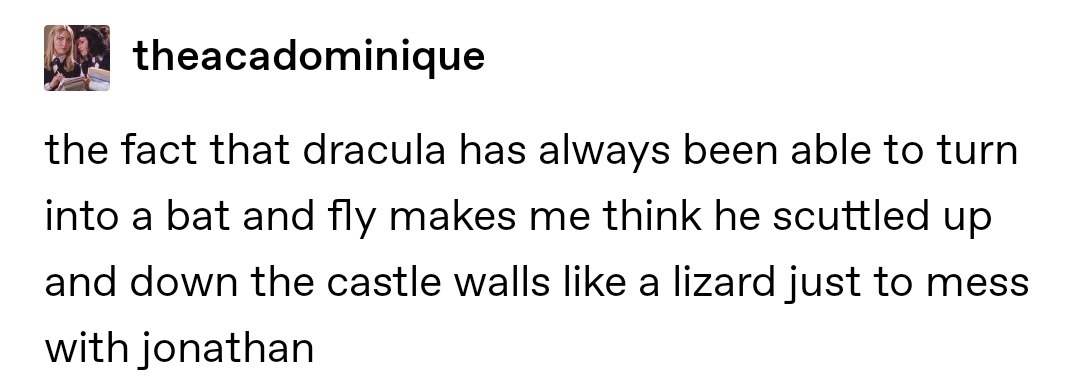 theacadominique
the fact that dracula has always been able to turn
into a bat and fly makes me think he scuttled up
and down the castle walls like a lizard just to mess
with jonathan